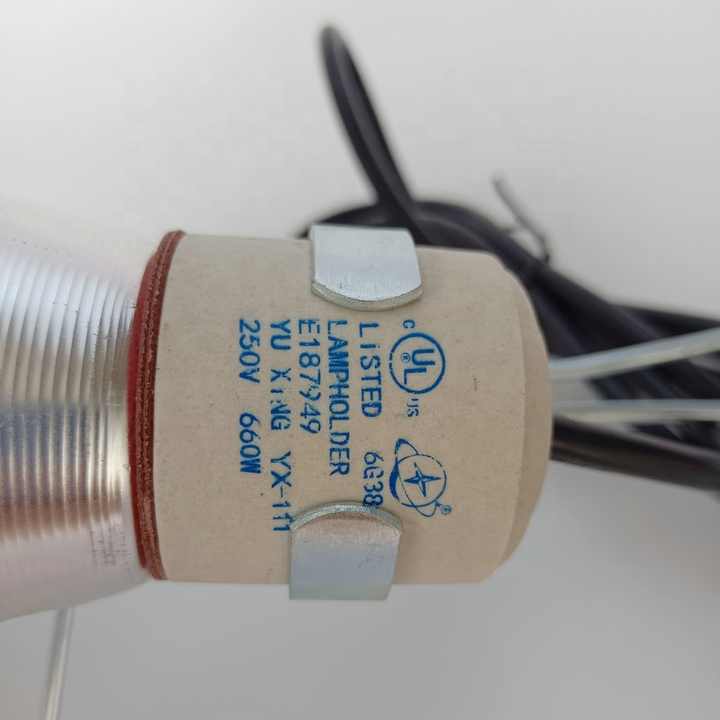 c UL ® US
LISTED 6G38
LAMPHOLDER
E187949
YU XING YX-111
250V 660W